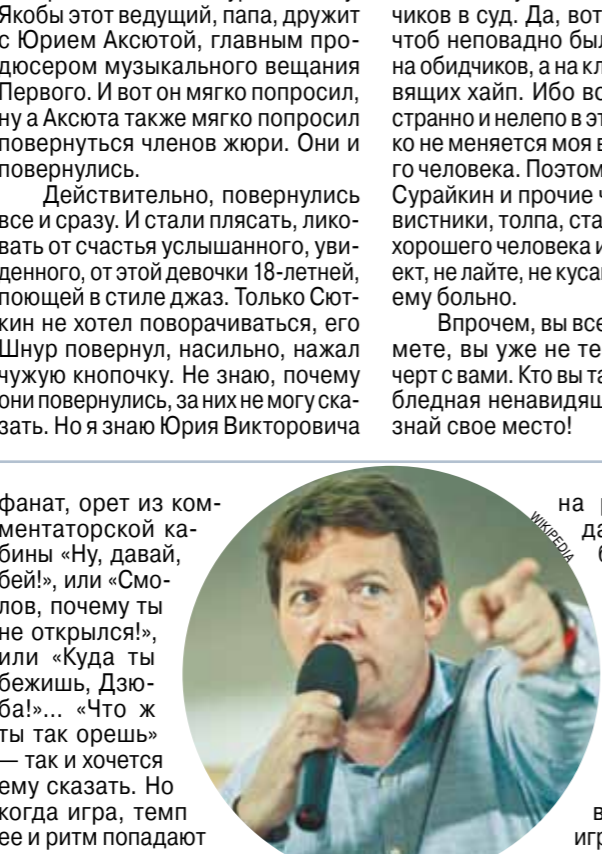 Якобы этот ведущий, папа, дружит
с Юрием Аксютой, главным про-
дюсером музыкального вещания
Первого. И вот он мягко попросил,
ну а Аксюта также мягко попросил
повернуться членов жюри. Они и
повернулись.
Действительно, повернулись
все и сразу. И стали плясать, лико-
вать от счастья услышанного, уви-
денного, от этой девочки 18-летней,
поющей в стиле джаз. Только Сют-
кин не хотел поворачиваться, его
Шнур повернул, насильно, нажал
чужую кнопочку. Не знаю, почему
они повернулись, за них не могу ска-
зать. Но я знаю Юрия Викторовича
чиков в суд. Да, вот
чтоб неповадно был
на обидчиков, а на кл
вящих хайп. Ибо во
странно и нелепо в эт
ко не меняется моя в
го человека. Поэтом
Сурайкин и прочие ч
вистники, толпа, ста
хорошего человека и
ект, не лайте, не куса
ему больно.
Впрочем, вы все
мете, вы уже не те
черт с вами. Кто вы та
бледная ненавидящ
знай свое место!
фанат, орет из ком-
ментаторской ка-
бины «Ну, давай,
бей!», или «Смо-
лов, почему ты
не открылся!»,
или «Куда ты
бежишь, Дзю-
ба!»... «Что ж
ты так орешь»
— так и хочется
ему сказать. Но
когда игра, темп
ее и ритм попадают
WIKIPEDIA
на
да
в
игр